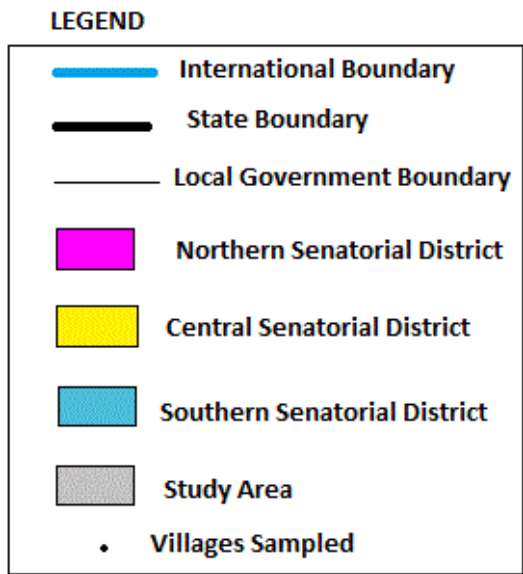 LEGEND
International Boundary
State Boundary
Local Government Boundary
Northern Senatorial District
Central Senatorial District
Southern Senatorial District
Study Area
Villages Sampled